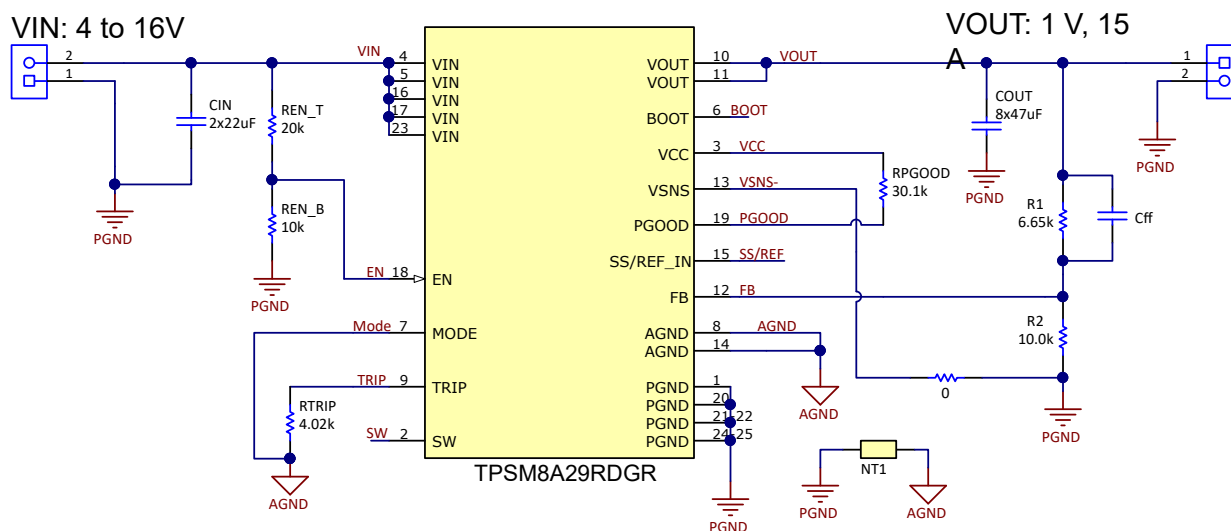 VIN: 4 to 16V
VOUT: 1 V, 15
A
2
1
CIN
2x22uF
REN_T
20k
REN_B
10k
PGND
PGND
VIN
4
VIN
5
VIN
16
VIN
17
VIN
23
VIN
EN
18
EN
Mode
7
MODE
TRIP
9
TRIP
RTRIP
4.02k
SW
2
SW
AGND
VOUT
10
VOUT
VOUT
11
BOOT
6
BOOT
VCC
3
VCC
VSNS
13
VSNS-
PGOOD
19
PGOOD
SS/REF_IN
15
SS/REF
FB
12
FB
AGND
8
AGND
AGND
14
PGND
1
PGND
20
PGND
21-22
PGND
24-25
TPSM8A29RDGR
RPGOOD
30.1k
COUT
8x47uF
PGND
1
2
PGND
R1
6.65k
Cff
R2
10.0k
0
PGND
AGND
PGND
NT1
PGND
AGND